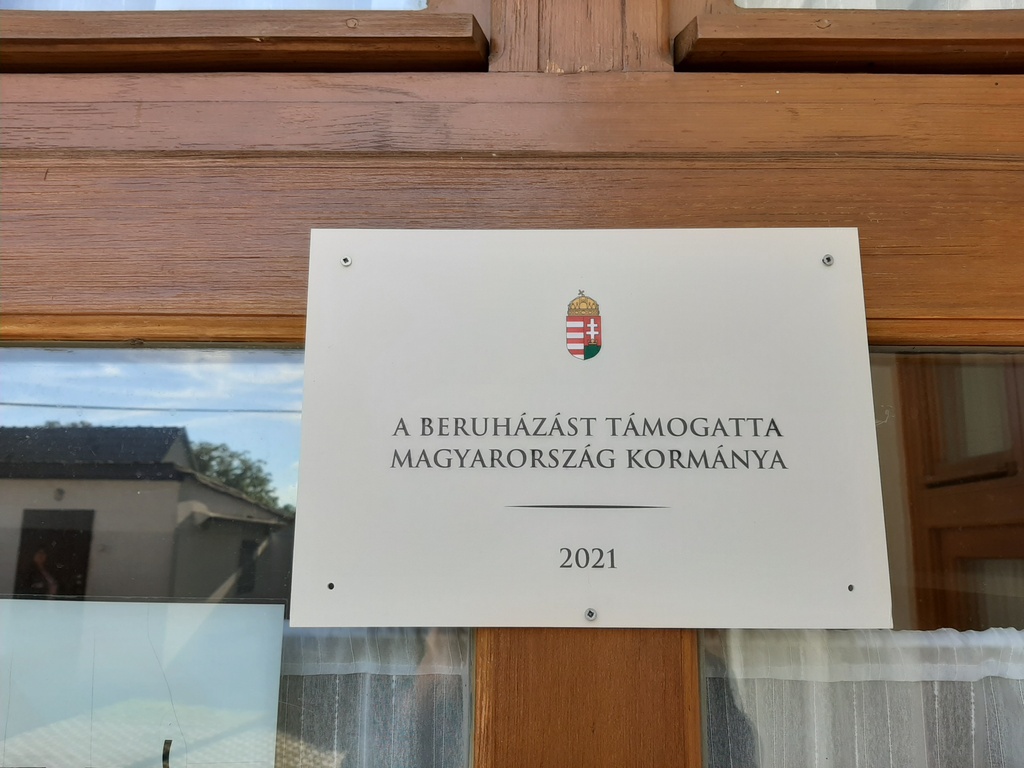 A BERUHÁZÁST TÁMOGATTA
MAGYARORSZÁG KORMÁNYA
2021